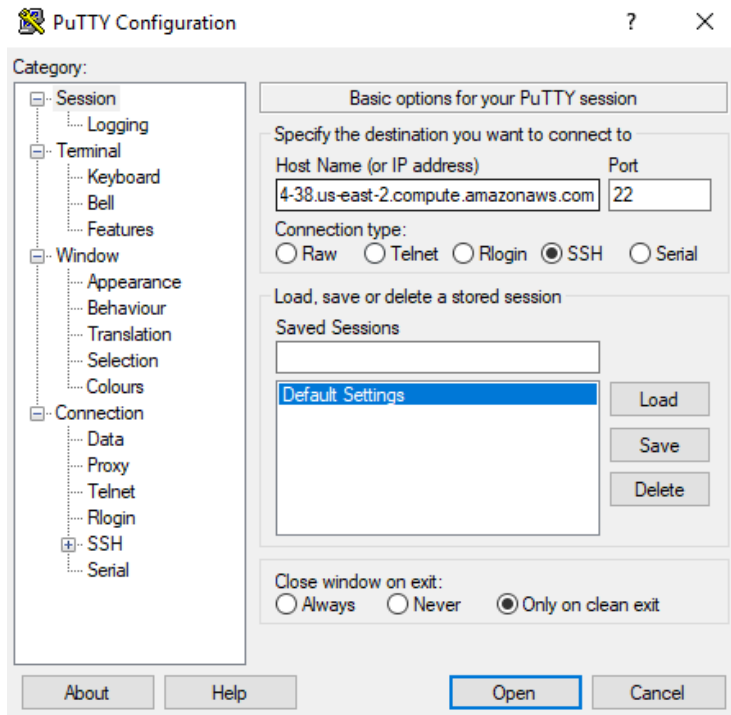 PuTTY Configuration ? ×
Category:
Session
Logging
Terminal
Keyboard
Bell
Features
Window
Appearance
Behaviour
Translation
Selection
Colours
Connection
Data
Proxy
Telnet
Rlogin
SSH
Serial
Basic options for your PuTTY session
Specify the destination you want to connect to
Host Name (or IP address) Port
4-38.us-east-2.compute.amazonaws.com 22
Connection type:
Raw Telnet Rlogin SSH Serial
Load, save or delete a stored session
Saved Sessions
Default Settings
Load
Save
Delete
Close window on exit:
Always Never Only on clean exit
About Help Open Cancel